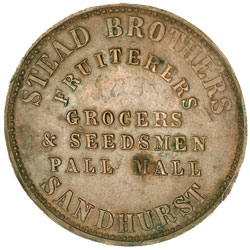 STEAD BROTHERS
FRUITERERS
GROCERS
& SEEDSMEN
PALL MALL
SANDHURST